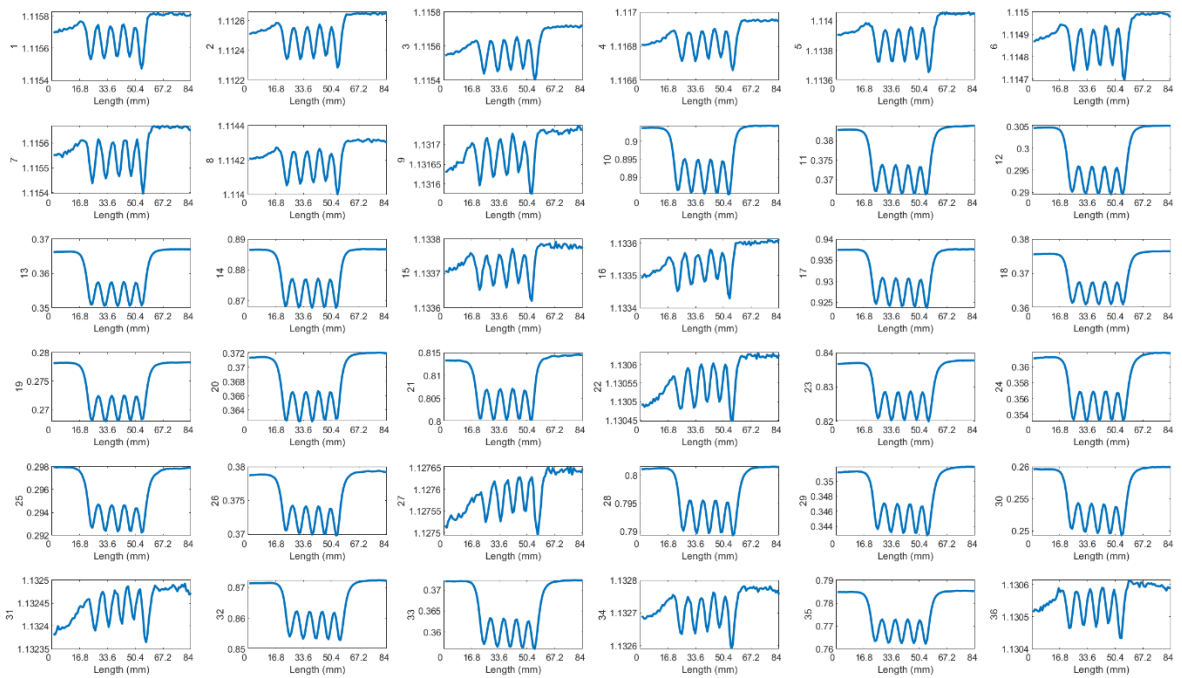 1.1158
1.1156
1.1154
1
0 16.8 33.6 50.4 67.2 84
Length (mm)
1.1126
1.1124
1.1122
2
0 16.8 33.6 50.4 67.2 84
Length (mm)
1.1158
1.1156
1.1154
3
0 16.8 33.6 50.4 67.2 84
Length (mm)
1.117
1.1168
1.1166
4
0 16.8 33.6 50.4 67.2 84
Length (mm)
1.114
1.1138
1.1136
5
0 16.8 33.6 50.4 67.2 84
Length (mm)
1.115
1.1149
1.1148
1.1147
6
0 16.8 33.6 50.4 67.2 84
Length (mm)
1.1156
1.1155
1.1154
7
0 16.8 33.6 50.4 67.2 84
Length (mm)
1.1144
1.1142
1.114
8
0 16.8 33.6 50.4 67.2 84
Length (mm)
1.1317
1.13165
1.1316
9
0 16.8 33.6 50.4 67.2 84
Length (mm)
0.9
0.895
0.89
10
0 16.8 33.6 50.4 67.2 84
Length (mm)
0.38
0.375
0.37
11
0 16.8 33.6 50.4 67.2 84
Length (mm)
0.305
0.3
0.295
0.29
12
0 16.8 33.6 50.4 67.2 84
Length (mm)
0.37
0.36
0.35
13
0 16.8 33.6 50.4 67.2 84
Length (mm)
0.89
0.88
0.87
14
0 16.8 33.6 50.4 67.2 84
Length (mm)
1.1338
1.1337
1.1336
15
0 16.8 33.6 50.4 67.2 84
Length (mm)
1.1336
1.1335
1.1334
16
0 16.8 33.6 50.4 67.2 84
Length (mm)
0.94
0.935
0.93
0.925
17
0 16.8 33.6 50.4 67.2 84
Length (mm)
0.38
0.37
0.36
18
0 16.8 33.6 50.4 67.2 84
Length (mm)
0.28
0.275
0.27
19
0 16.8 33.6 50.4 67.2 84
Length (mm)
0.372
0.37
0.368
0.366
0.364
20
0 16.8 33.6 50.4 67.2 84
Length (mm)
0.815
0.81
0.805
0.8
21
0 16.8 33.6 50.4 67.2 84
Length (mm)
1.1306
1.13055
1.1305
1.13045
22
0 16.8 33.6 50.4 67.2 84
Length (mm)
0.84
0.83
0.82
23
0 16.8 33.6 50.4 67.2 84
Length (mm)
0.36
0.358
0.356
0.354
24
0 16.8 33.6 50.4 67.2 84
Length (mm)
0.298
0.296
0.294
0.292
25
0 16.8 33.6 50.4 67.2 84
Length (mm)
0.38
0.375
0.37
26
0 16.8 33.6 50.4 67.2 84
Length (mm)
1.12765
1.1276
1.12755
1.1275
27
0 16.8 33.6 50.4 67.2 84
Length (mm)
0.8
0.795
0.79
28
0 16.8 33.6 50.4 67.2 84
Length (mm)
0.35
0.348
0.346
0.344
29
0 16.8 33.6 50.4 67.2 84
Length (mm)
0.26
0.255
0.25
30
0 16.8 33.6 50.4 67.2 84
Length (mm)
1.1325
1.13245
1.1324
1.13235
31
0 16.8 33.6 50.4 67.2 84
Length (mm)
0.87
0.86
0.85
32
0 16.8 33.6 50.4 67.2 84
Length (mm)
0.37
0.365
0.36
33
0 16.8 33.6 50.4 67.2 84
Length (mm)
1.1328
1.1327
1.1326
34
0 16.8 33.6 50.4 67.2 84
Length (mm)
0.79
0.78
0.77
0.76
35
0 16.8 33.6 50.4 67.2 84
Length (mm)
1.1306
1.1305
1.1304
36
0 16.8 33.6 50.4 67.2 84
Length (mm)